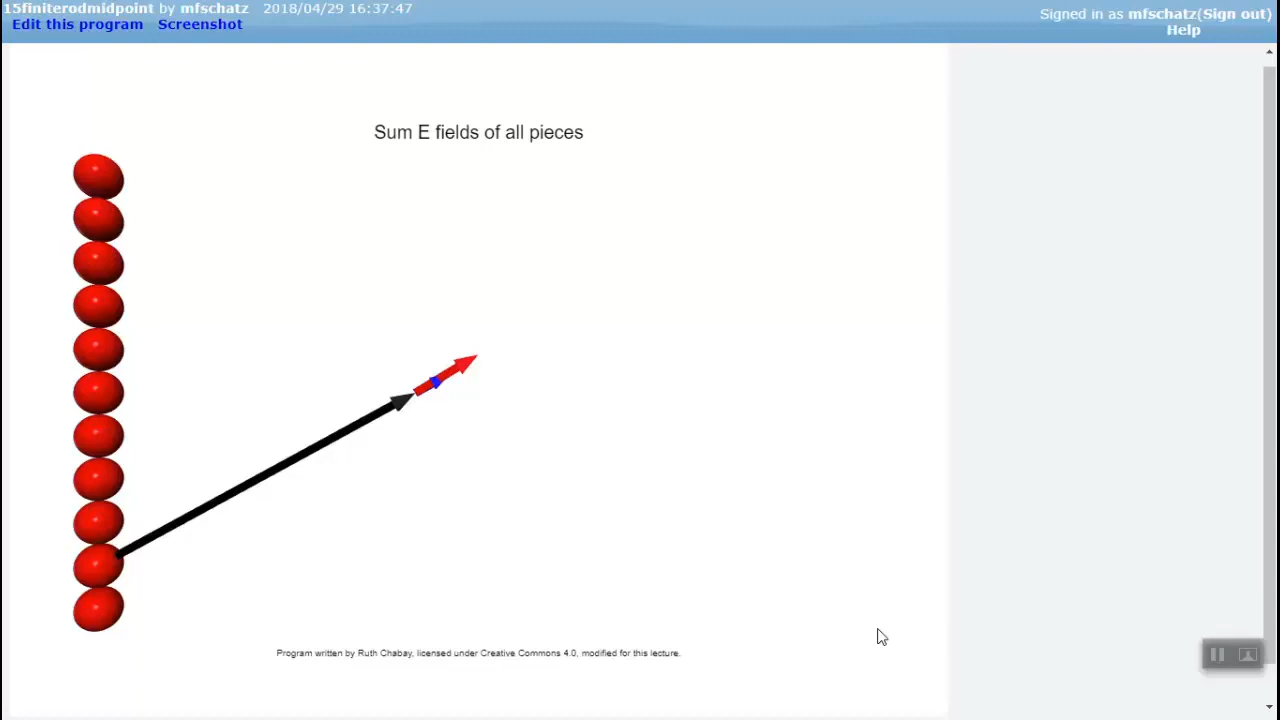 15finiterodmidpoint by mfschatz 2018/04/29 16:37:47
Signed in as mfschatz(Sign out)
Edit this program Screenshot
Help
Sum E fields of all pieces
Program written by Ruth Chabay, licensed under Creative Commons 4.0, modified for this lecture.